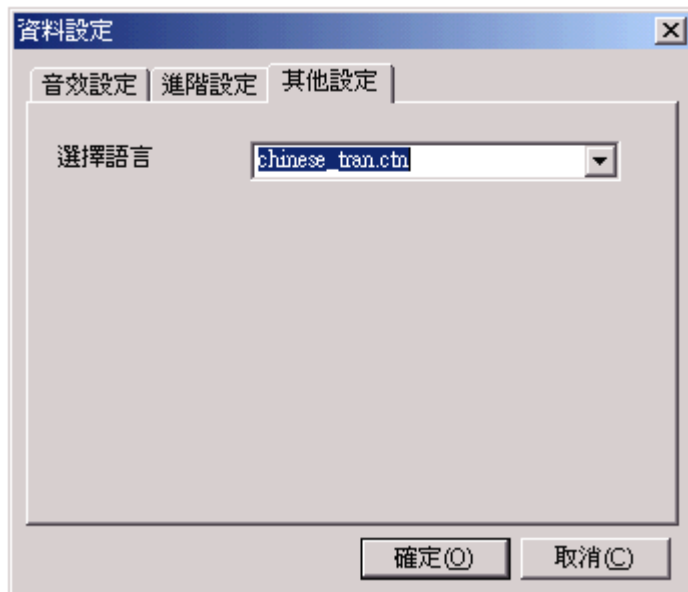 資料設定
音效設定 進階設定 其他設定
選擇語言 chinese_tran.ctn
確定(O) 取消(C)